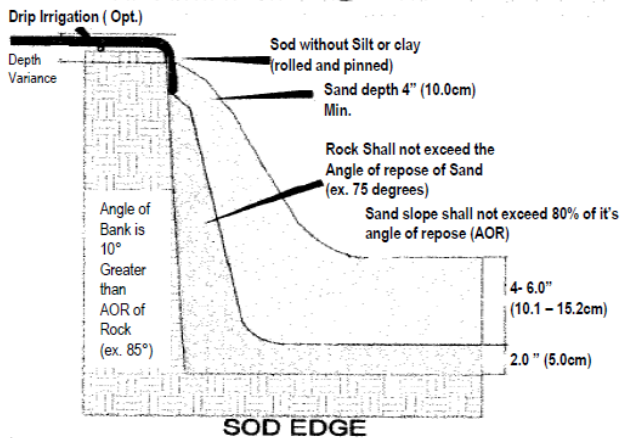 Drip Irrigation ( Opt.)
Depth
Variance
Sod without Silt or clay
(rolled and pinned)
Sand depth 4” (10.0cm)
Min.
Rock Shall not exceed the
Angle of repose of Sand
(ex. 75 degrees)
Sand slope shall not exceed 80% of it’s
angle of repose (AOR)
Angle of
Bank is
10°
Greater
than
AOR of
Rock
(ex. 85°)
4- 6.0”
(10.1 – 15.2cm)
2.0 ” (5.0cm)
SOD EDGE